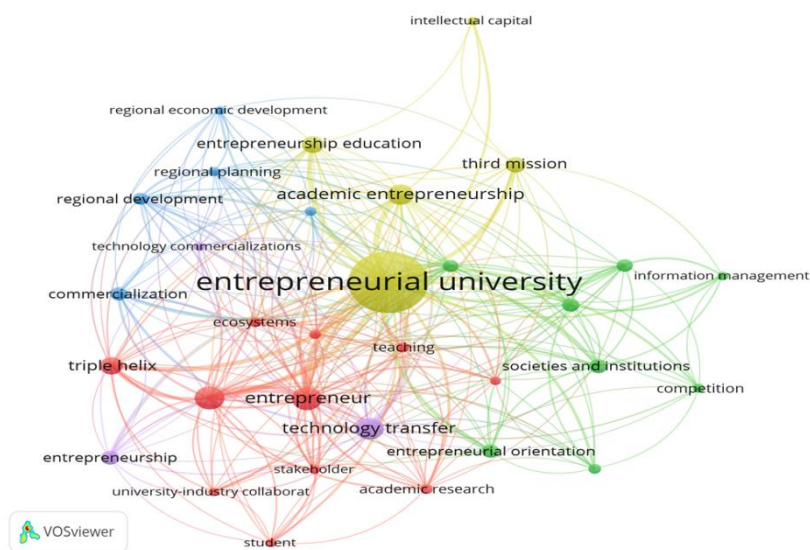 intellectual capital
regional economic development
entrepreneurship education
third mission
regional planning
academic entrepreneurship
regional development
technology commercializations
entrepreneurial university
information management
commercialization
ecosystems
teaching
triple helix
societies and institutions
competition
entrepreneur
technology transfer
entrepreneurial orientation
entrepreneurship
stakeholder
university-industry collaborat
academic research
student
VOSviewer